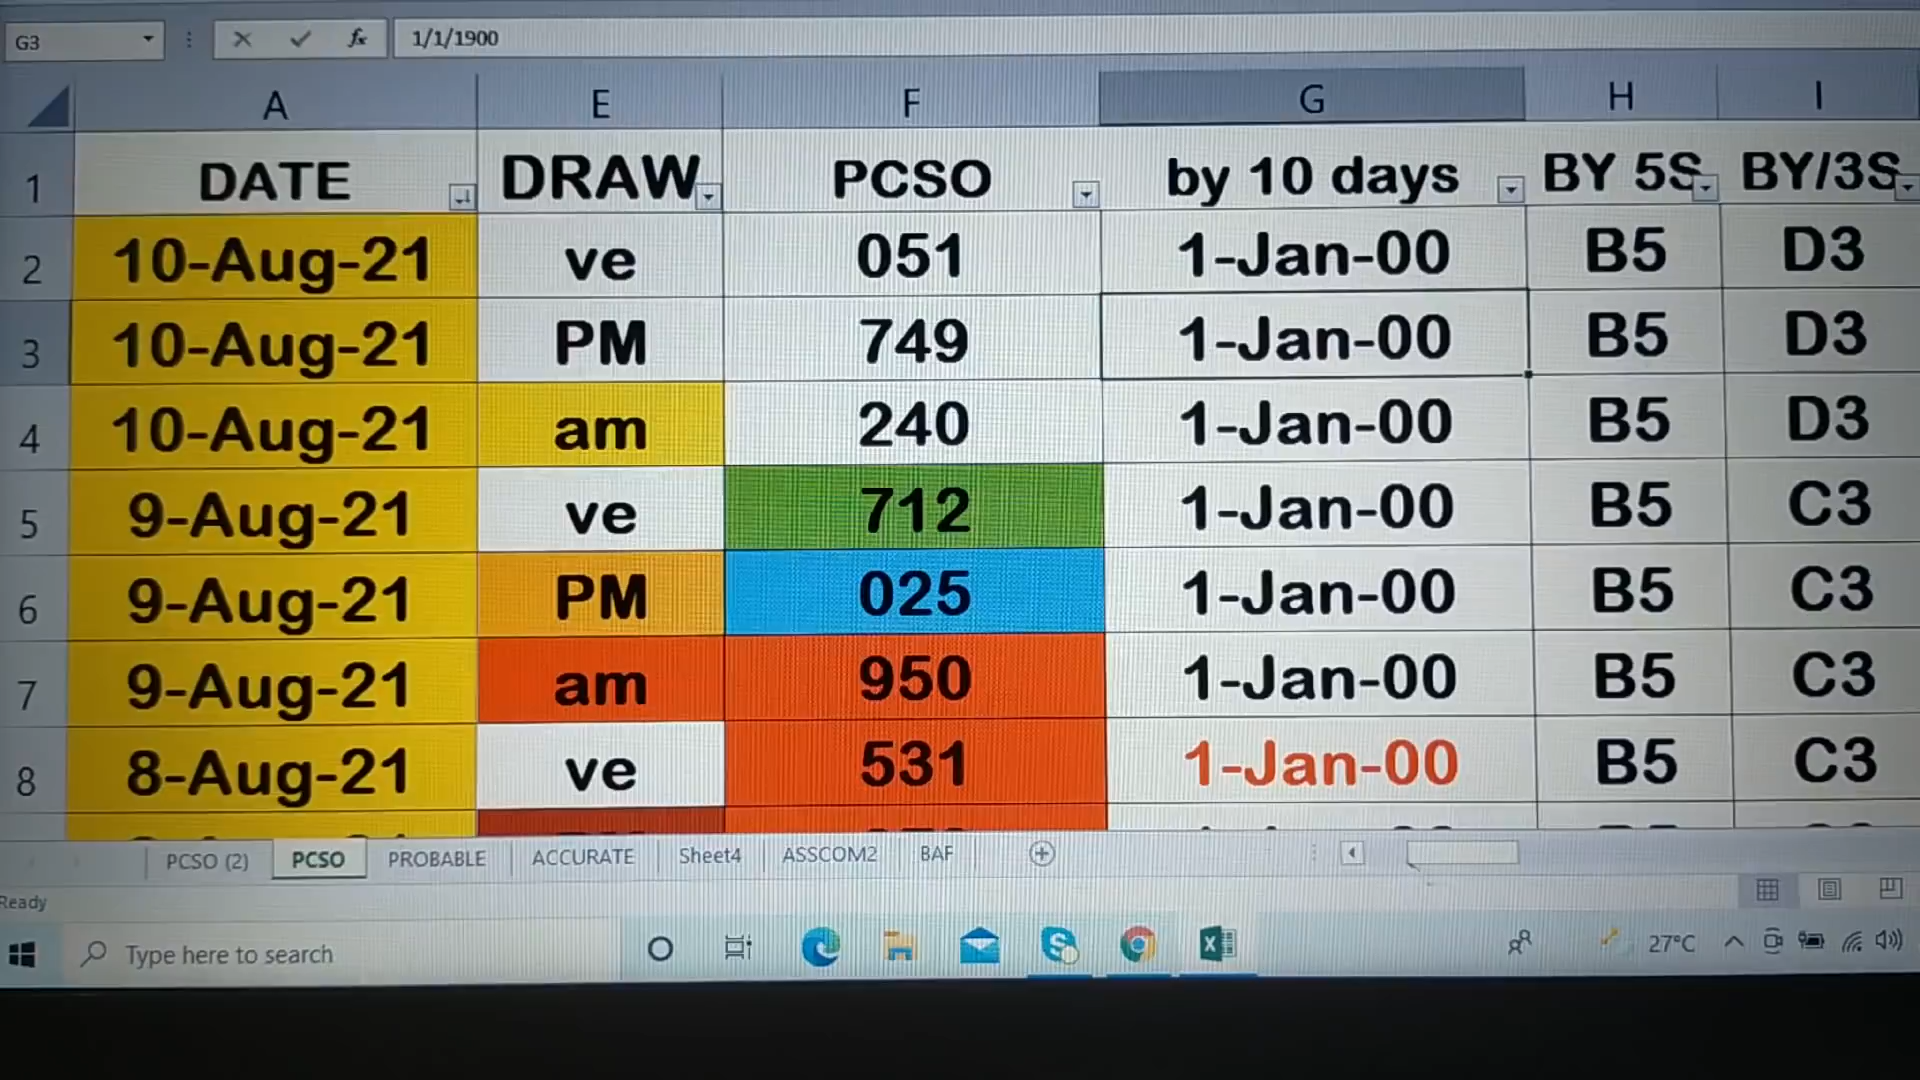 G3 fx 1/1/1900
A E F G H I
1 DATE DRAW PCSO by 10 days BY 5S BY/3S
2 10-Aug-21 ve 051 1-Jan-00 B5 D3
3 10-Aug-21 PM 749 1-Jan-00 B5 D3
4 10-Aug-21 am 240 1-Jan-00 B5 D3
5 9-Aug-21 ve 712 1-Jan-00 B5 C3
6 9-Aug-21 PM 025 1-Jan-00 B5 C3
7 9-Aug-21 am 950 1-Jan-00 B5 C3
8 8-Aug-21 ve 531 1-Jan-00 B5 C3
PCSO (2) PCSO PROBABLE ACCURATE Sheet4 ASSCOM2 BAF
Ready
Type here to search 27°C